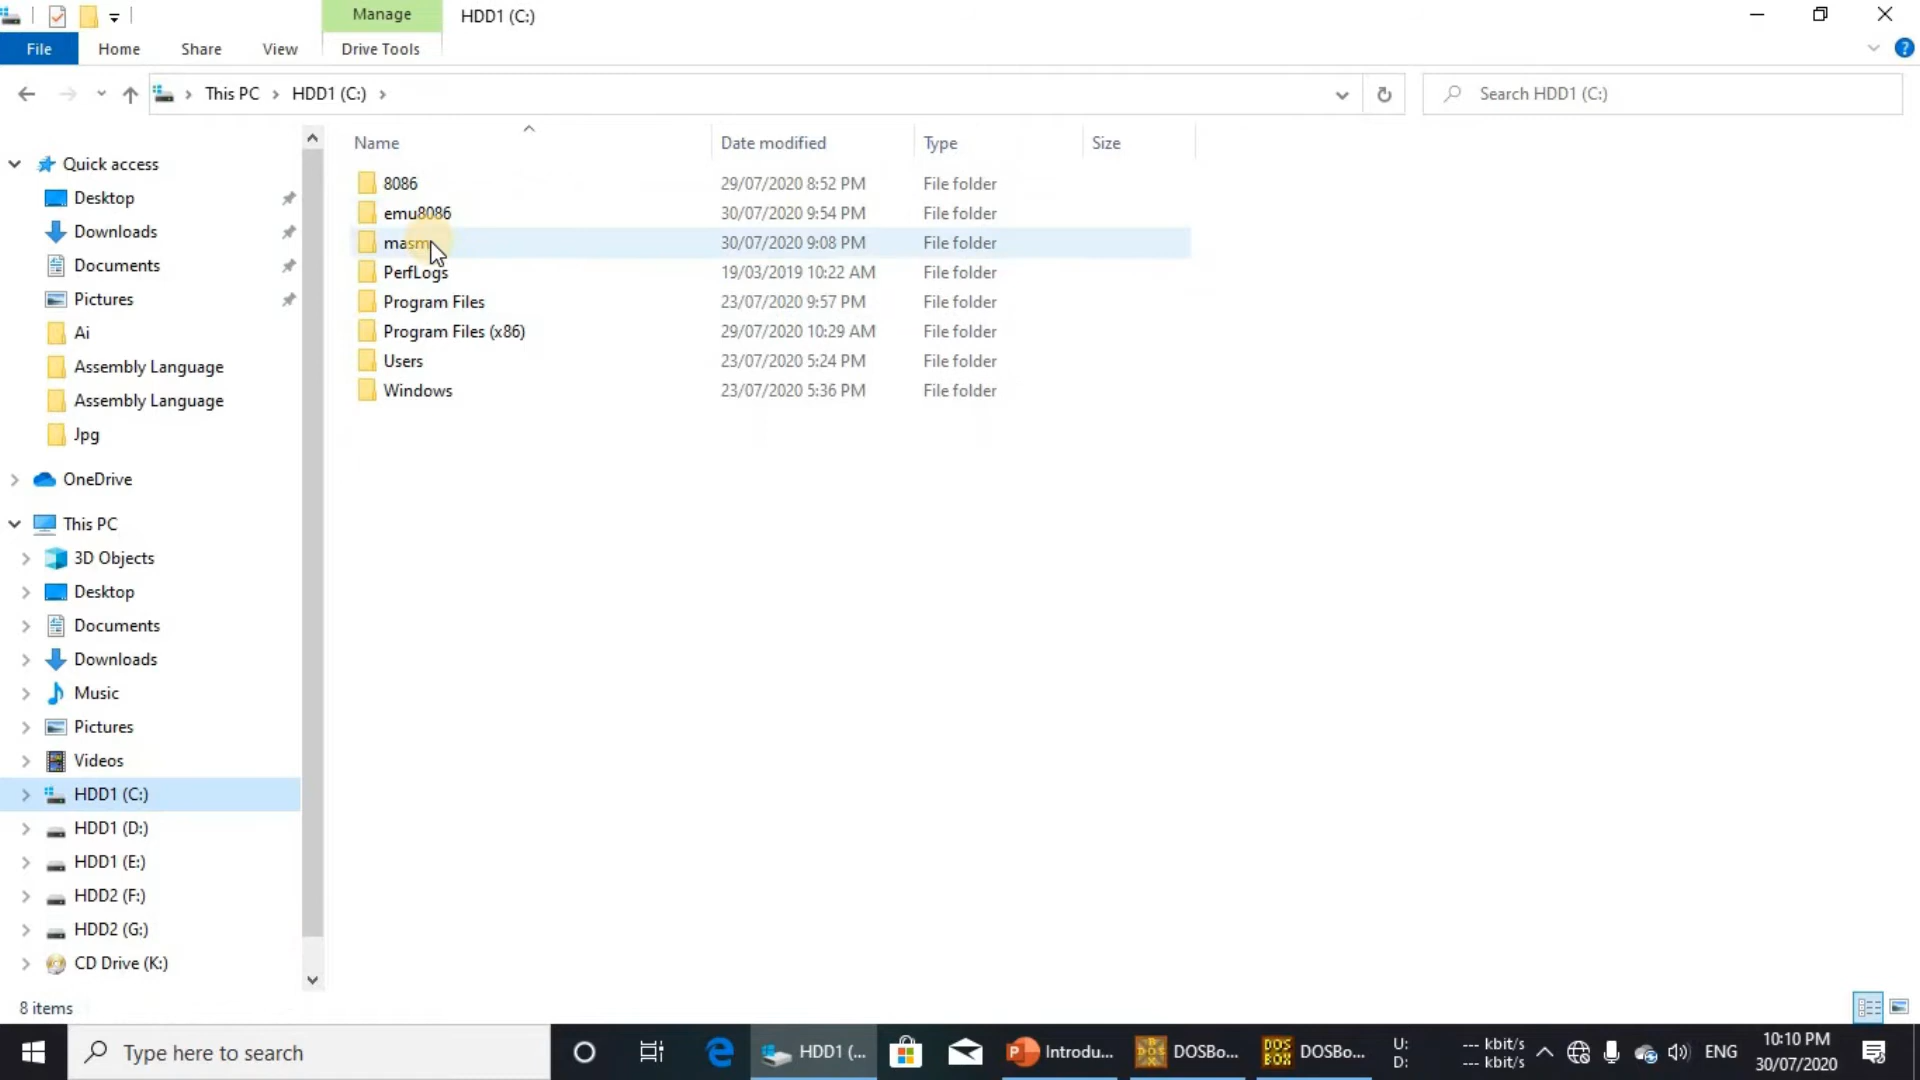 Manage
HDD1 (C:)
File
Home
Share
View
Drive Tools
This PC
HDD1 (C:)
Search HDD1 (C:)
Name
Date modified
Type
Size
8086 29/07/2020 8:52 PM File folder
emu8086 30/07/2020 9:54 PM File folder
masm 30/07/2020 9:08 PM File folder
PerfLogs 19/03/2019 10:22 AM File folder
Program Files 23/07/2020 9:57 PM File folder
Program Files (x86) 29/07/2020 10:29 AM File folder
Users 23/07/2020 5:24 PM File folder
Windows 23/07/2020 5:36 PM File folder
Quick access
Desktop
Downloads
Documents
Pictures
Ai
Assembly Language
Assembly Language
Jpg
OneDrive
This PC
3D Objects
Desktop
Documents
Downloads
Music
Pictures
Videos
HDD1 (C:)
HDD1 (D:)
HDD1 (E:)
HDD2 (F:)
HDD2 (G:)
CD Drive (K:)
8 items
Type here to search
HDD1 (...
Introdu...
DOSBo...
DOSBo...
U: --- kbit/s
D: --- kbit/s
ENG
10:10 PM
30/07/2020